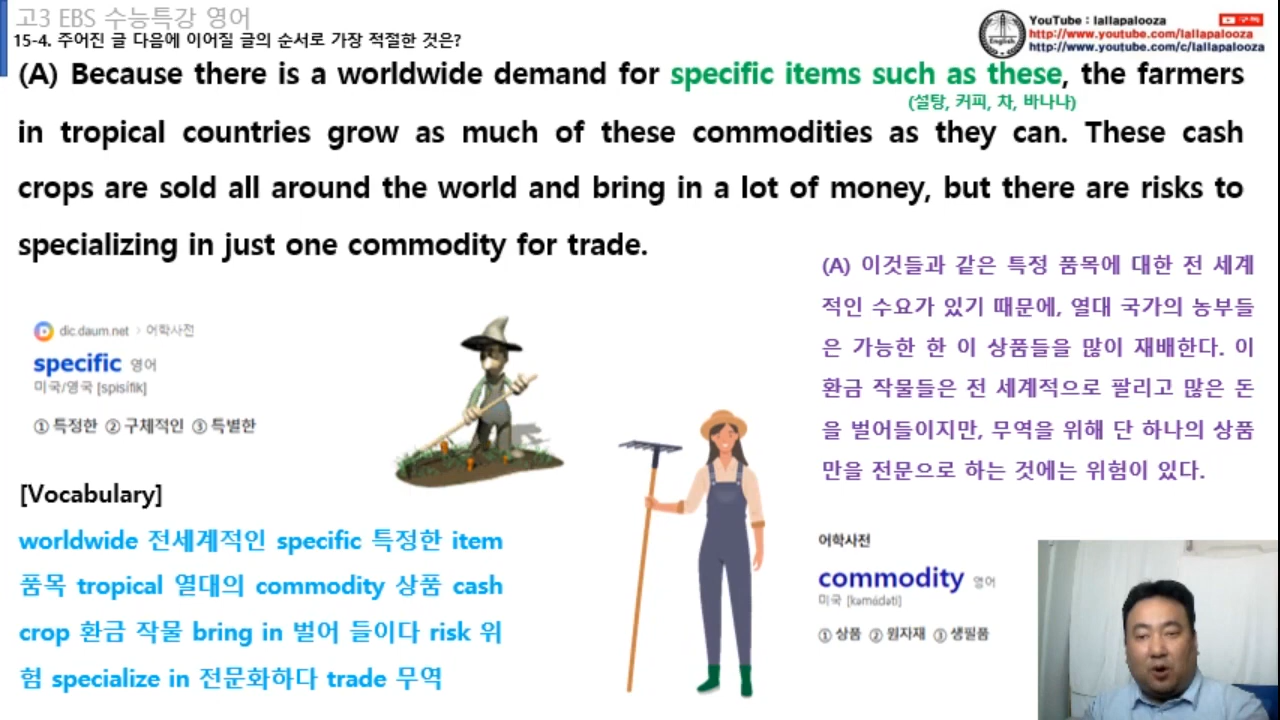 고3 EBS 수능특강 영어
15-4. 주어진 글 다음에 이어질 글의 순서로 가장 적절한 것은?
YouTube : lallapalooza
구독
http://www.youtube.com/lallapalooza
http://www.youtube.com/c/lallapalooza
English
(A) Because there is a worldwide demand for specific items such as these, the farmers
(설탕, 커피, 차, 바나나)
in tropical countries grow as much of these commodities as they can. These cash
crops are sold all around the world and bring in a lot of money, but there are risks to
specializing in just one commodity for trade.
(A) 이것들과 같은 특정 품목에 대한 전 세계
적인 수요가 있기 때문에, 열대 국가의 농부들
은 가능한 한 이 상품들을 많이 재배한다. 이
환금 작물들은 전 세계적으로 팔리고 많은 돈
을 벌어들이지만, 무역을 위해 단 하나의 상품
만을 전문으로 하는 것에는 위험이 있다.
dic.daum.net › 어학사전
specific 영어
미국/영국 [spisífik]
① 특정한 ② 구체적인 ③ 특별한
[Vocabulary]
worldwide 전세계적인 specific 특정한 item
품목 tropical 열대의 commodity 상품 cash
crop 환금 작물 bring in 벌어 들이다 risk 위
험 specialize in 전문화하다 trade 무역
어학사전
commodity 영어
미국 [kəmɑ́dəti]
① 상품 ② 원자재 ③ 생필품